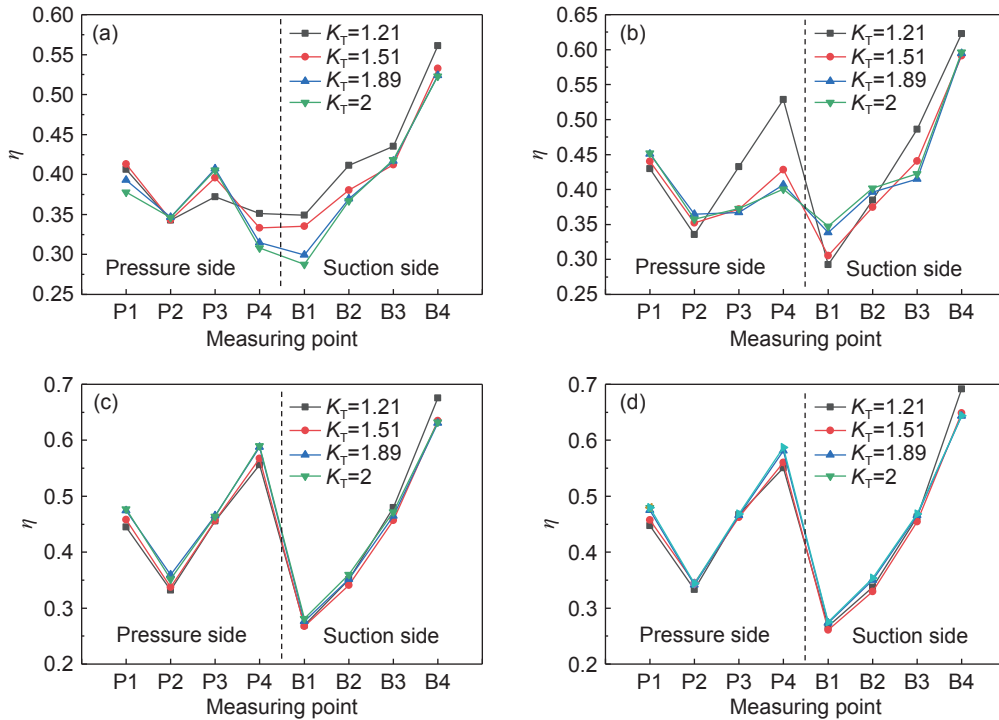 (a)
K_T=1.21
K_T=1.51
K_T=1.89
K_T=2
0.55
0.50
0.45
0.40
0.35
0.30
0.25
η
Pressure side
Suction side
P1 P2 P3 P4 B1 B2 B3 B4
Measuring point
(b)
K_T=1.21
K_T=1.51
K_T=1.89
K_T=2
0.65
0.60
0.55
0.50
0.45
0.40
0.35
0.30
0.25
η
Pressure side
Suction side
P1 P2 P3 P4 B1 B2 B3 B4
Measuring point
(c)
K_T=1.21
K_T=1.51
K_T=1.89
K_T=2
0.7
0.6
0.5
0.4
0.3
0.2
η
Pressure side
Suction side
P1 P2 P3 P4 B1 B2 B3 B4
Measuring point
(d)
K_T=1.21
K_T=1.51
K_T=1.89
K_T=2
0.7
0.6
0.5
0.4
0.3
0.2
η
Pressure side
Suction side
P1 P2 P3 P4 B1 B2 B3 B4
Measuring point